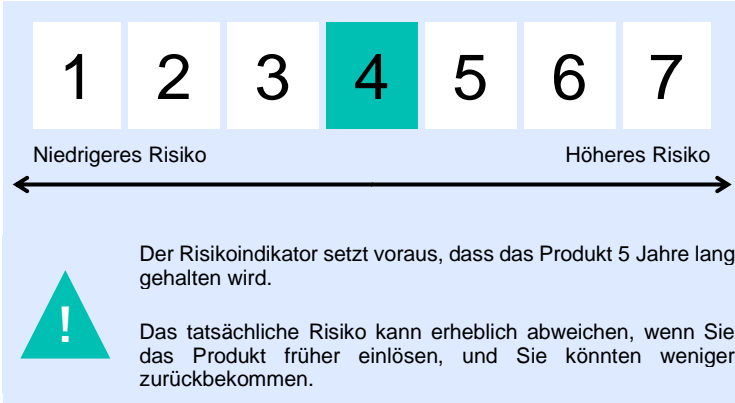 1 2 3 4 5 6 7
Niedrigeres Risiko Höheres Risiko
Der Risikoindikator setzt voraus, dass das Produkt 5 Jahre lang
gehalten wird.
!
Das tatsächliche Risiko kann erheblich abweichen, wenn Sie
das Produkt früher einlösen, und Sie könnten weniger
zurückbekommen.